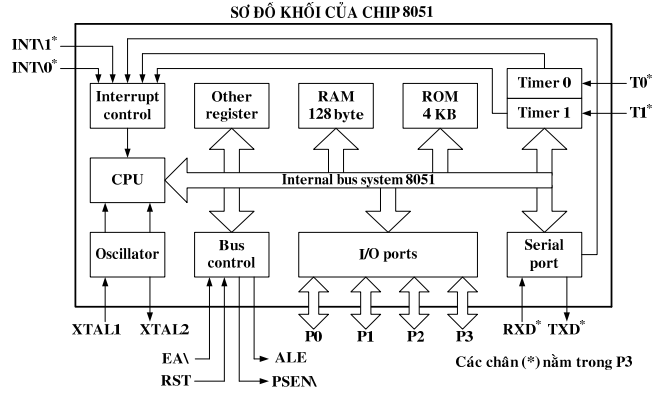 SƠ ĐỒ KHỐI CỦA CHIP 8051
INT\1*
INT\0*
Interrupt
control
Other
register
RAM
128 byte
ROM
4 KB
Timer 0
Timer 1
T0*
T1*
CPU
Internal bus system 8051
Oscillator
Bus
control
I/O ports
Serial
port
XTAL1
XTAL2
P0
P1
P2
P3
RXD*
TXD*
EA\
ALE
RST
PSEN\
Các chân (*) nằm trong P3